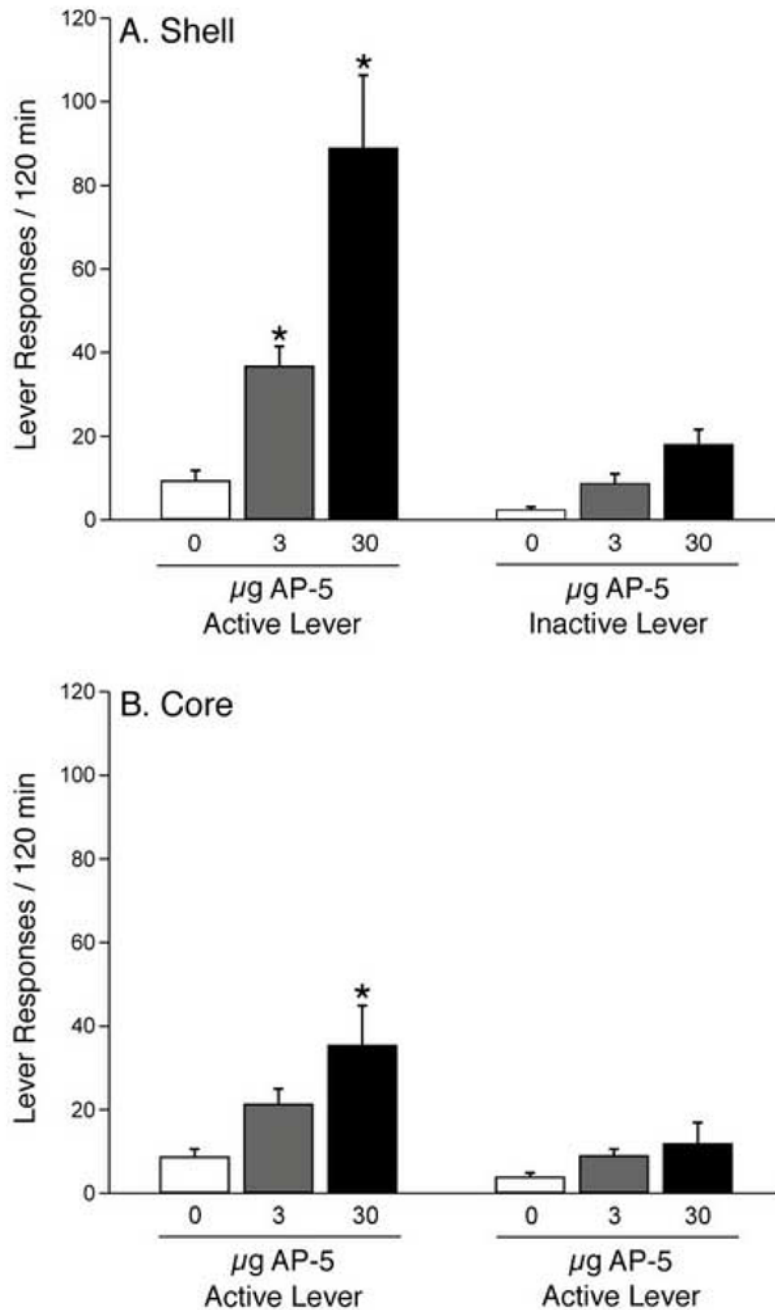 A. Shell
Lever Responses / 120 min
120
100
80
60
40
20
0
*
*
0 3 30 0 3 30
µg AP-5 µg AP-5
Active Lever Inactive Lever
B. Core
Lever Responses / 120 min
120
100
80
60
40
20
0
*
0 3 30 0 3 30
µg AP-5 µg AP-5
Active Lever Active Lever